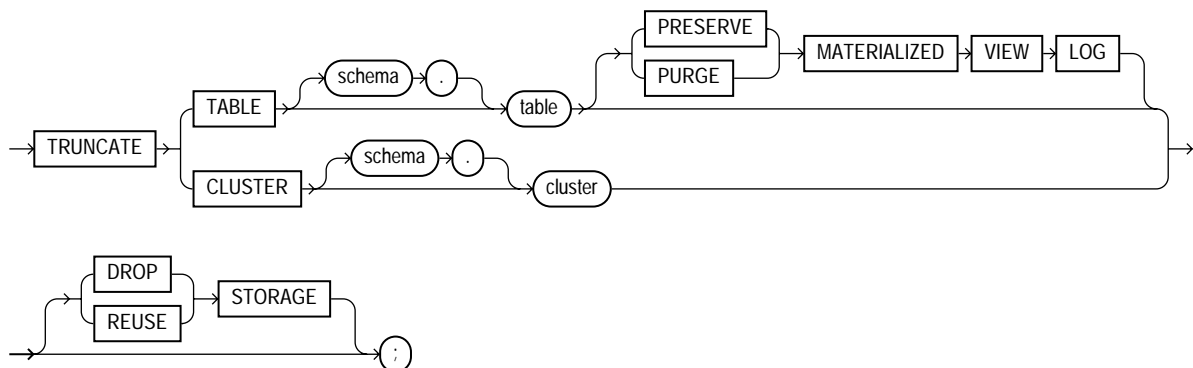 PRESERVE
PURGE
MATERIALIZED VIEW LOG
schema .
TABLE
table
TRUNCATE
schema .
CLUSTER
cluster
DROP
REUSE
STORAGE
;